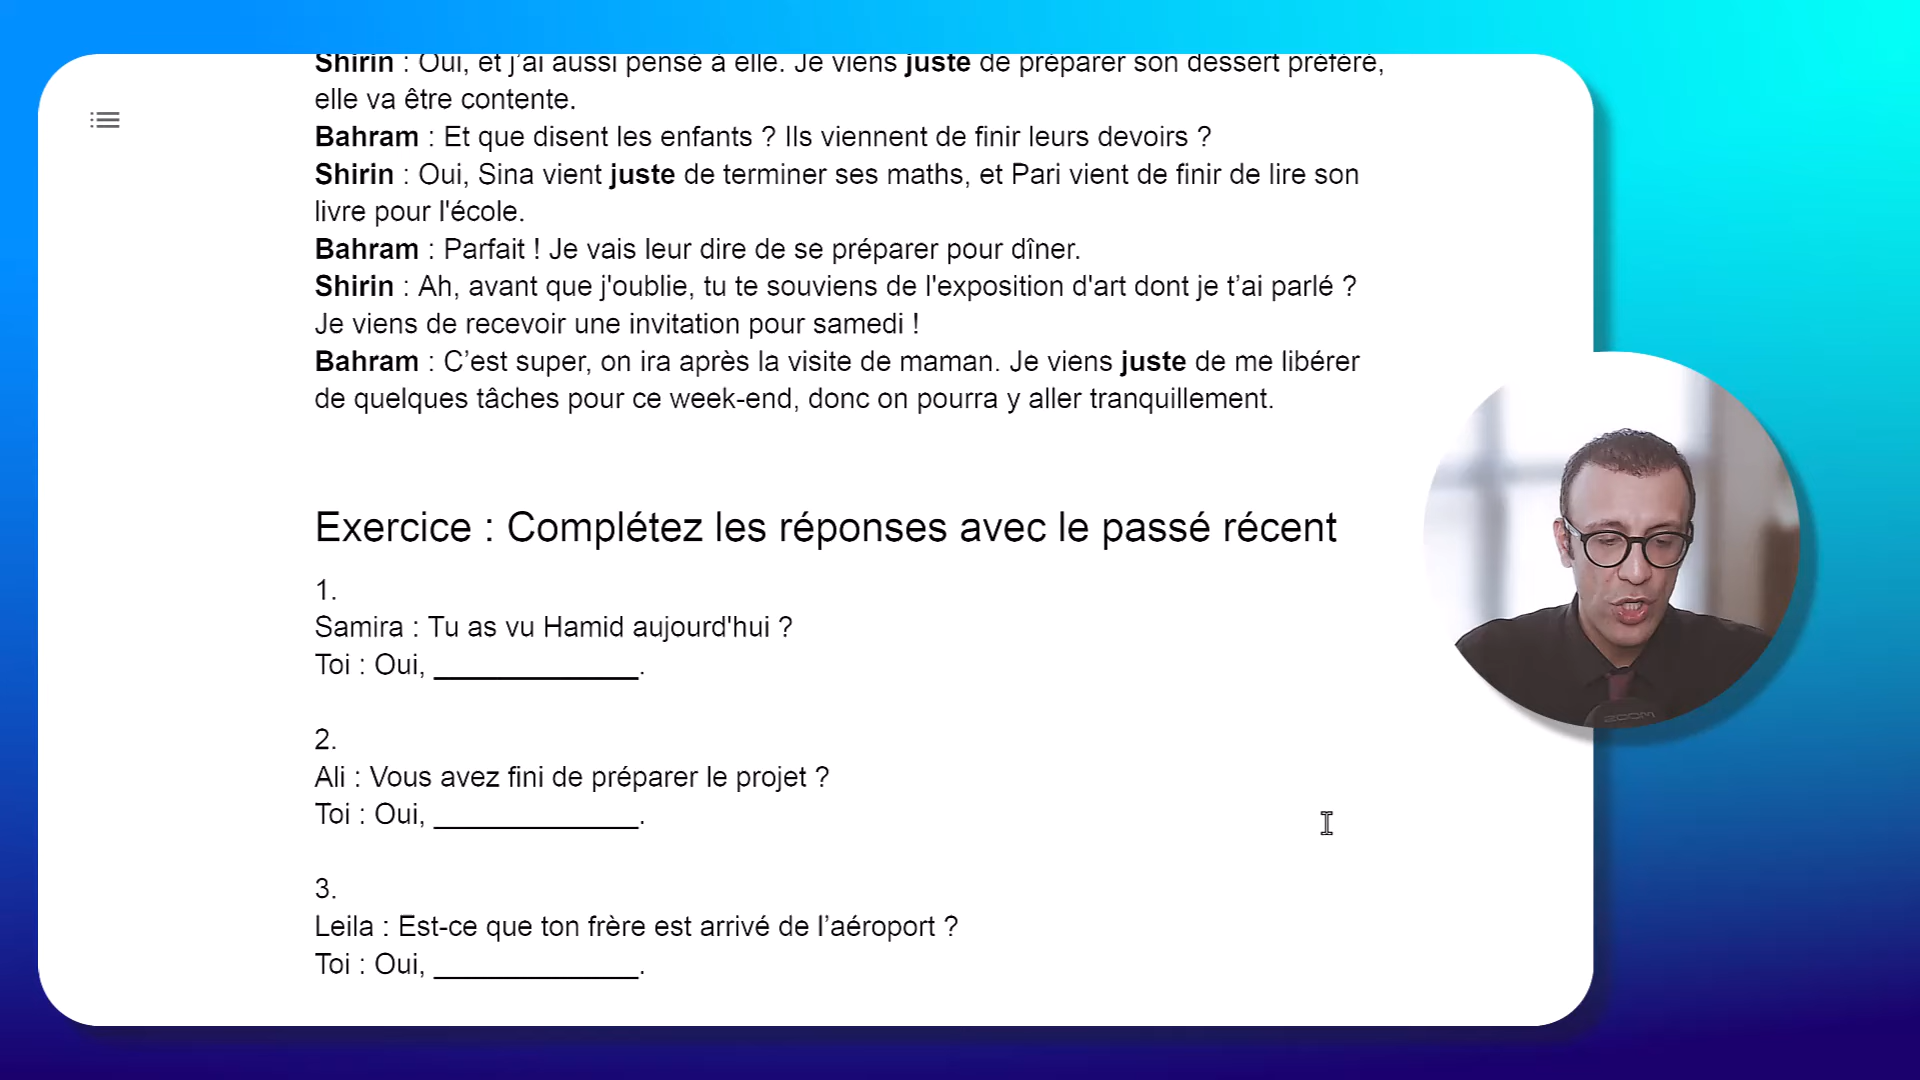 Shirin : Oui, et j’ai aussi pensé à elle. Je viens juste de préparer son dessert préféré,
elle va être contente.
Bahram : Et que disent les enfants ? Ils viennent de finir leurs devoirs ?
Shirin : Oui, Sina vient juste de terminer ses maths, et Pari vient de finir de lire son
livre pour l'école.
Bahram : Parfait ! Je vais leur dire de se préparer pour dîner.
Shirin : Ah, avant que j'oublie, tu te souviens de l'exposition d'art dont je t’ai parlé ?
Je viens de recevoir une invitation pour samedi !
Bahram : C’est super, on ira après la visite de maman. Je viens juste de me libérer
de quelques tâches pour ce week-end, donc on pourra y aller tranquillement.
Exercice : Complétez les réponses avec le passé récent
1.
Samira : Tu as vu Hamid aujourd'hui ?
Toi : Oui, ______________.
2.
Ali : Vous avez fini de préparer le projet ?
Toi : Oui, ______________.
3.
Leila : Est-ce que ton frère est arrivé de l’aéroport ?
Toi : Oui, ______________.
zoom